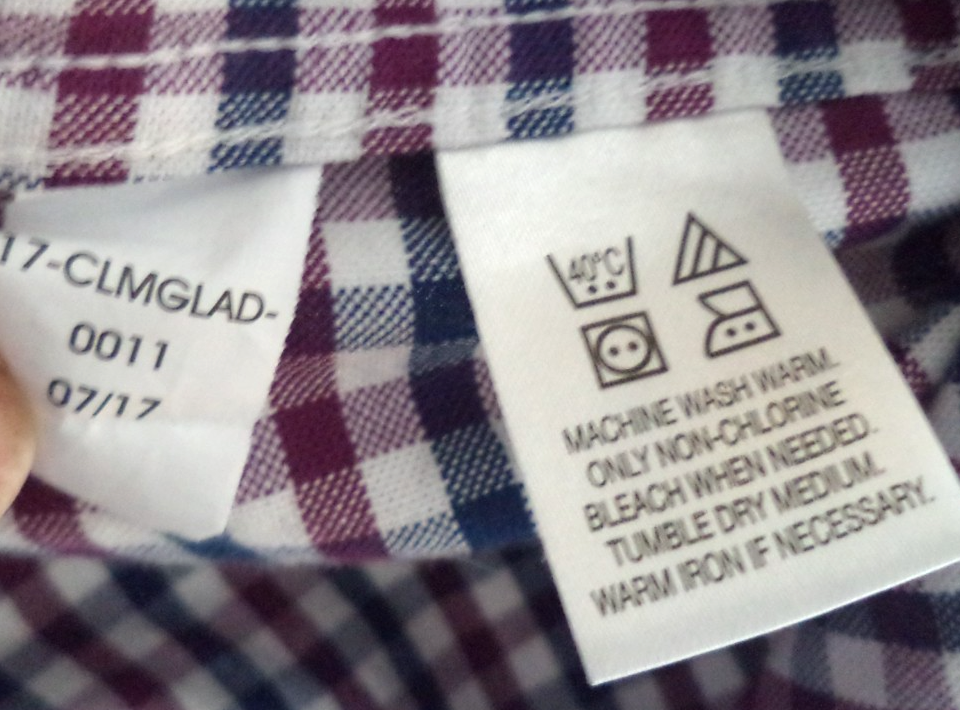 17-CLMGLAD-
0011
07/17
40°C
MACHINE WASH WARM.
ONLY NON-CHLORINE
BLEACH WHEN NEEDED.
TUMBLE DRY MEDIUM.
WARM IRON IF NECESSARY.